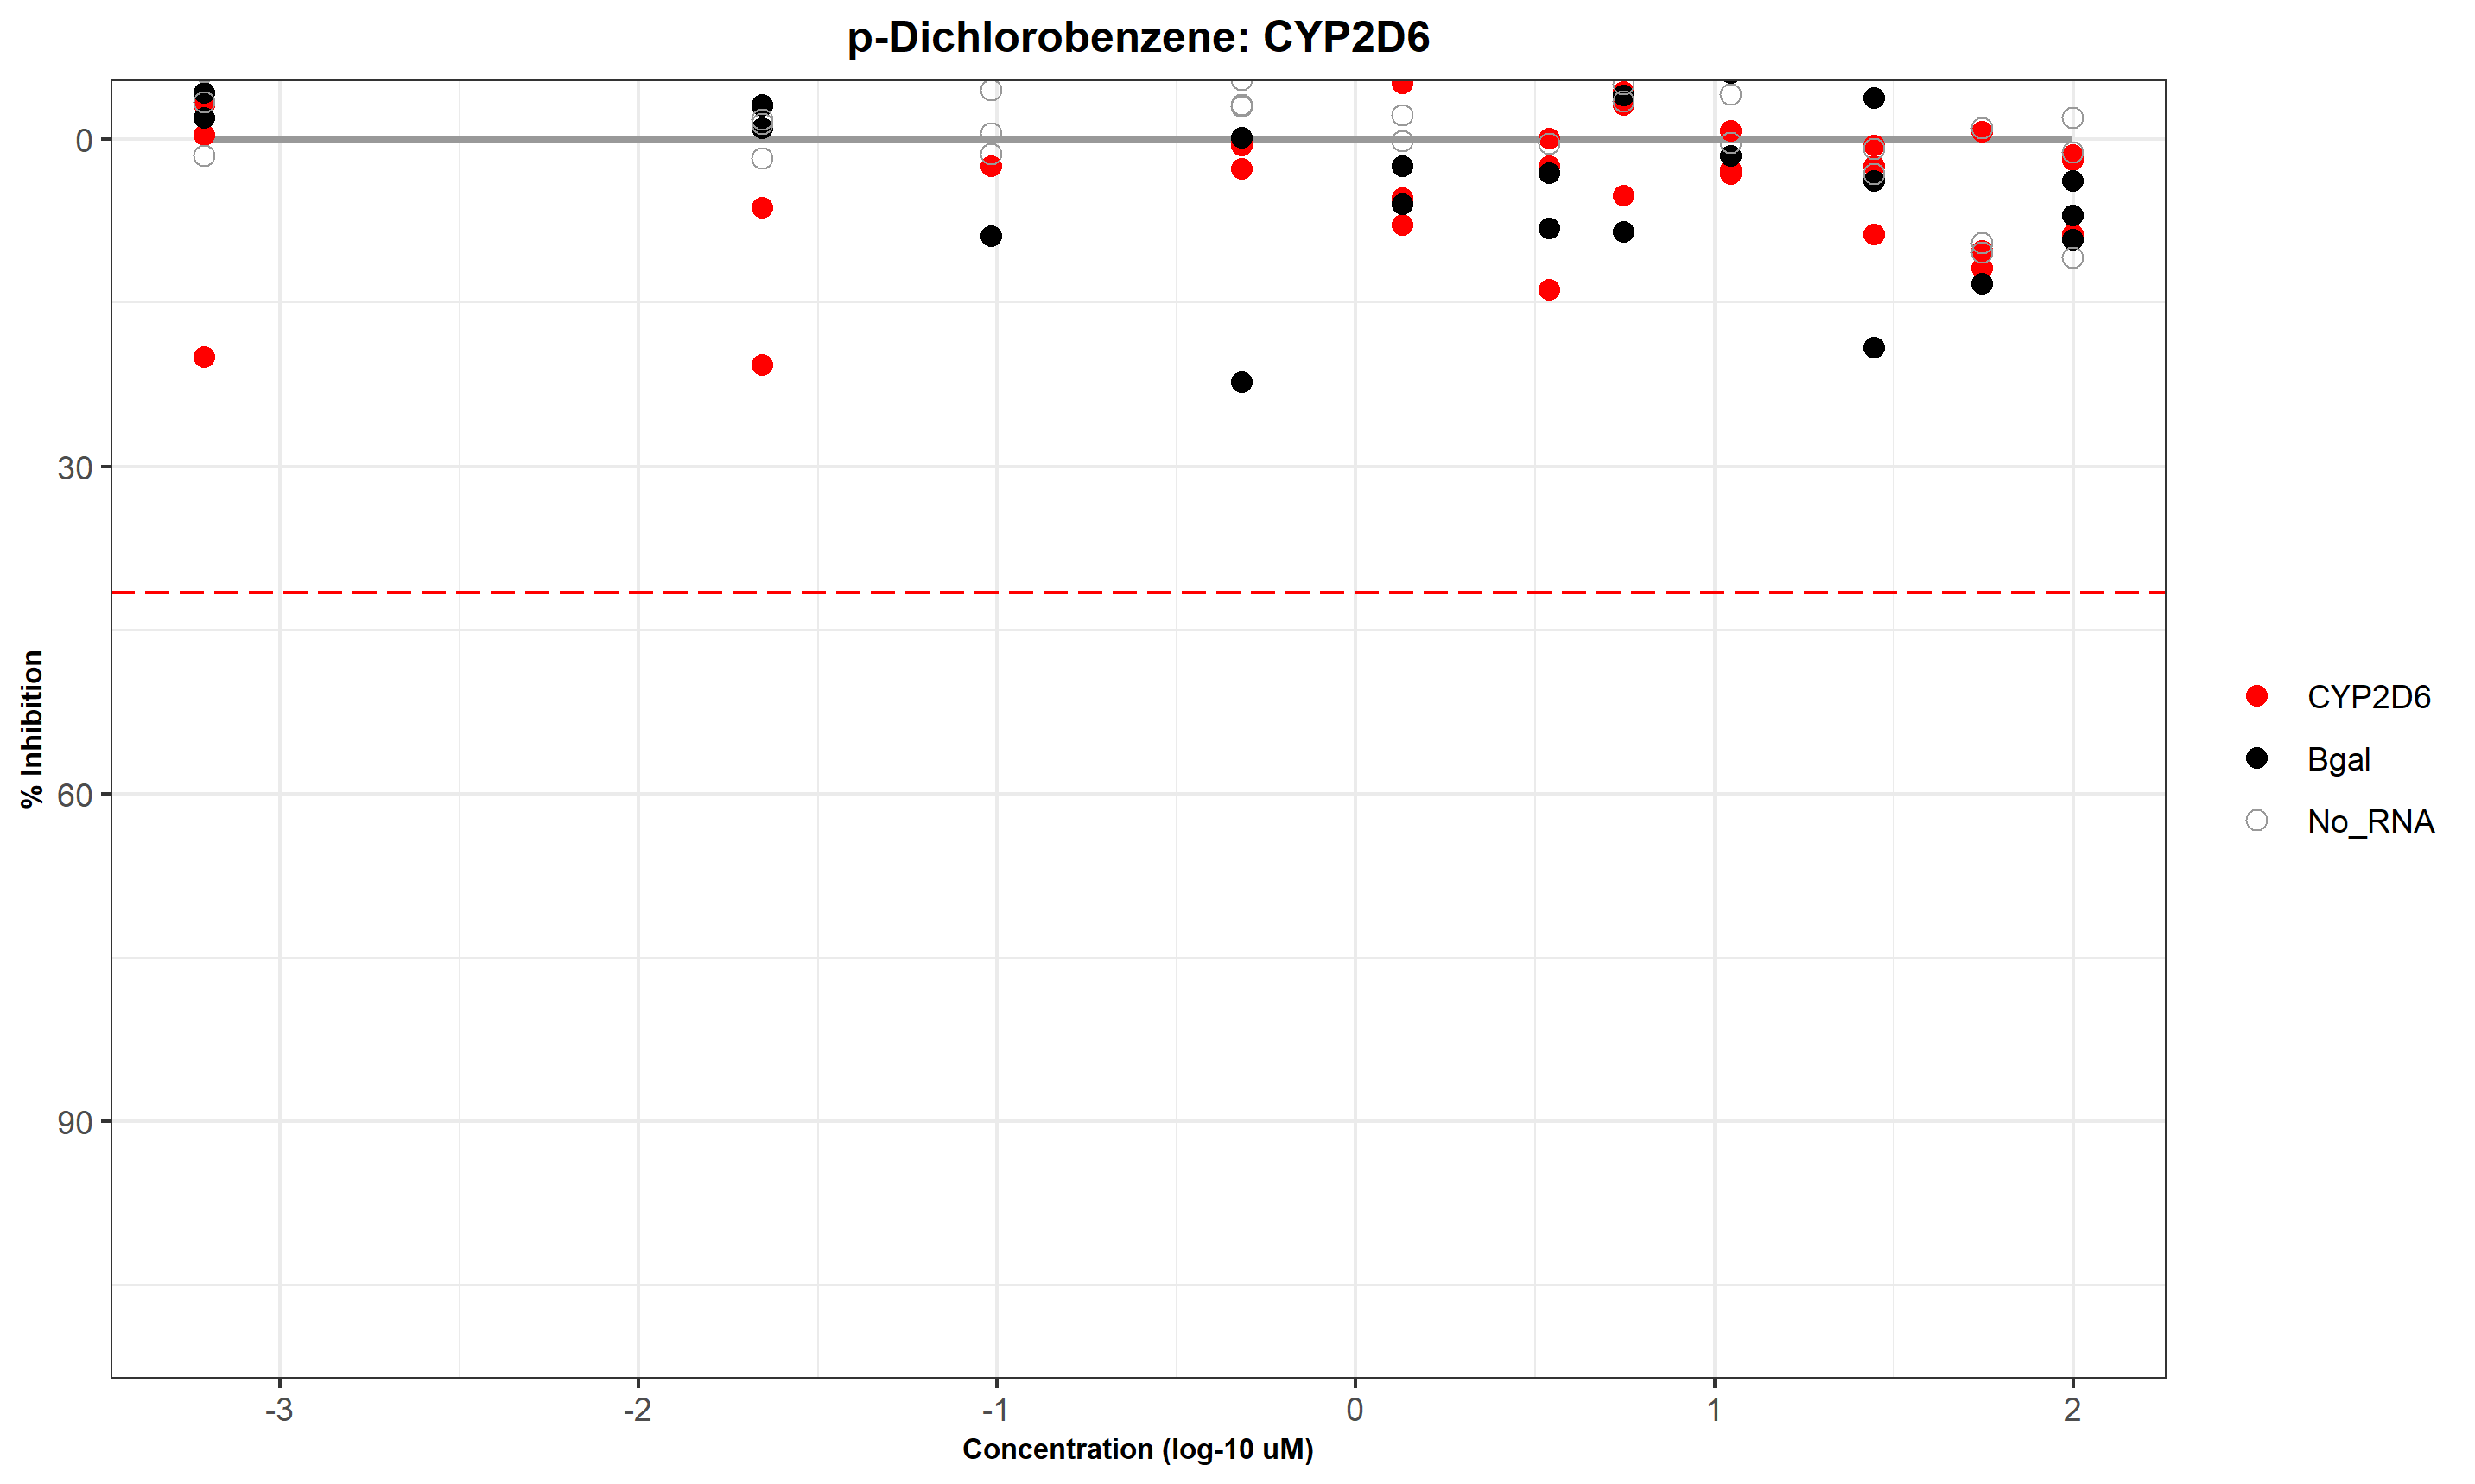 p-Dichlorobenzene: CYP2D6
0
30
60
90
% Inhibition
-3
-2
-1
0
1
2
Concentration (log-10 uM)
CYP2D6
Bgal
No_RNA